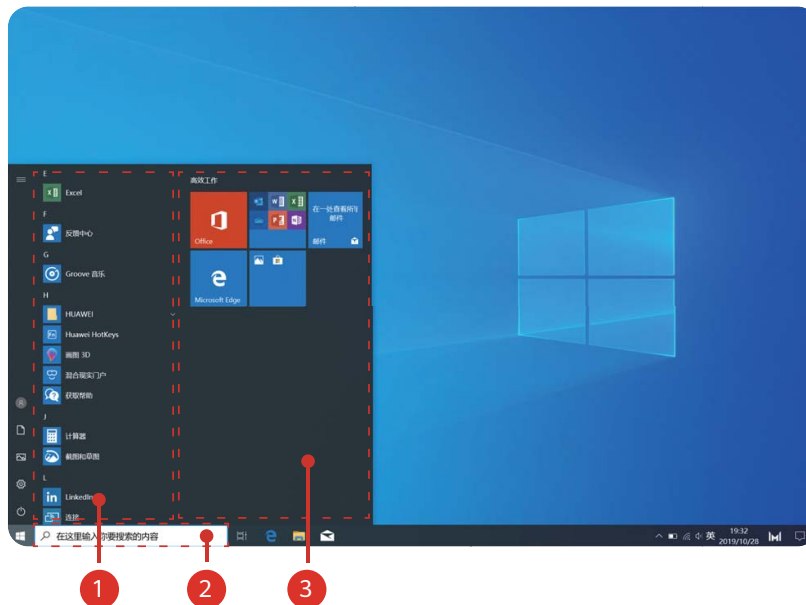 E
Excel
F
反馈中心
G
Groove 音乐
H
HUAWEI
Huawei HotKeys
画图 3D
混合现实门户
获取帮助
J
计算器
截图和草图
L
LinkedIn
连接
高效工作
Office
在一处查看所有
邮件
邮件
Microsoft Edge
在这里输入你要搜索的内容
英
19:32
2019/10/28
1
2
3